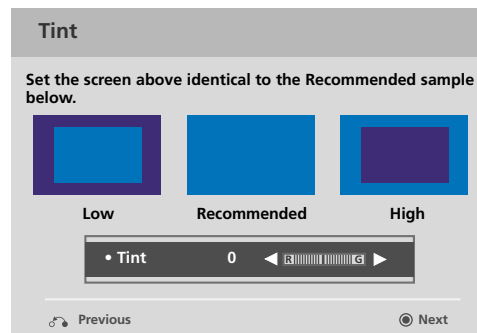 Tint
Set the screen above identical to the Recommended sample
below.
Low Recommended High
• Tint 0 R G
Previous Next